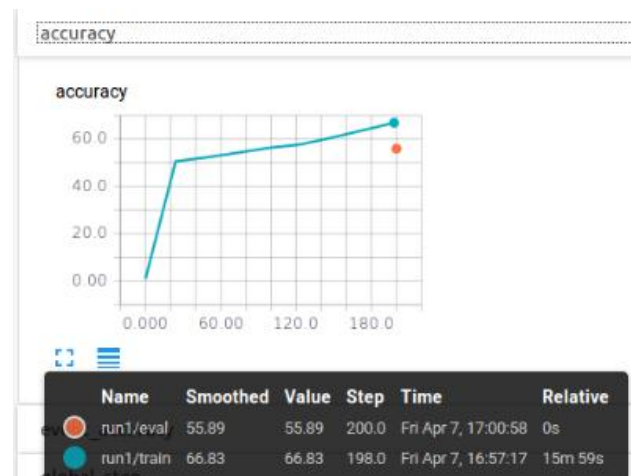 accuracy
accuracy
60.0
40.0
20.0
0.00
0.000 60.00 120.0 180.0
Name Smoothed Value Step Time Relative
run1/eval 55.89 55.89 200.0 Fri Apr 7, 17:00:58 0s
run1/train 66.83 66.83 198.0 Fri Apr 7, 16:57:17 15m 59s